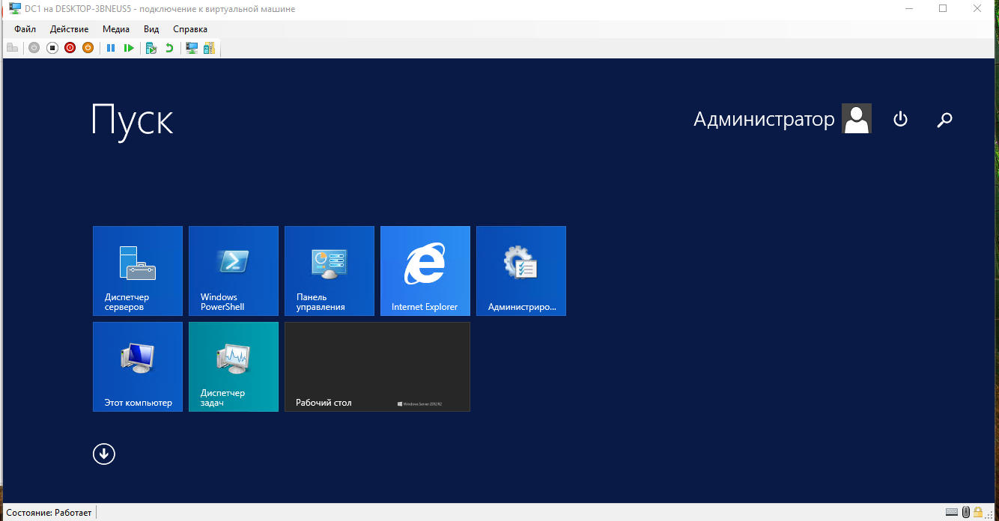 DC1 на DESKTOP-3BNEUS5 - подключение к виртуальной машине
Файл Действие Медиа Вид Справка
Пуск
Администратор
Диспетчер
серверов
Windows
PowerShell
Панель
управления
Internet Explorer
Администриро...
Этот компьютер
Диспетчер
задач
Рабочий стол
Windows Server 2012 R2
Состояние: Работает